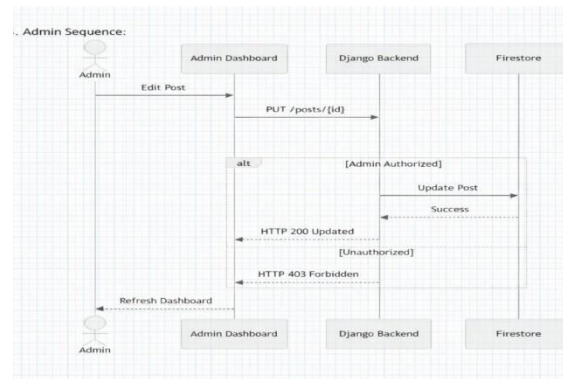 . Admin Sequence:
Admin
Admin Dashboard
Django Backend
Firestore
Edit Post
PUT /posts/{id}
alt
[Admin Authorized]
Update Post
Success
HTTP 200 Updated
[Unauthorized]
HTTP 403 Forbidden
Refresh Dashboard
Admin
Admin Dashboard
Django Backend
Firestore